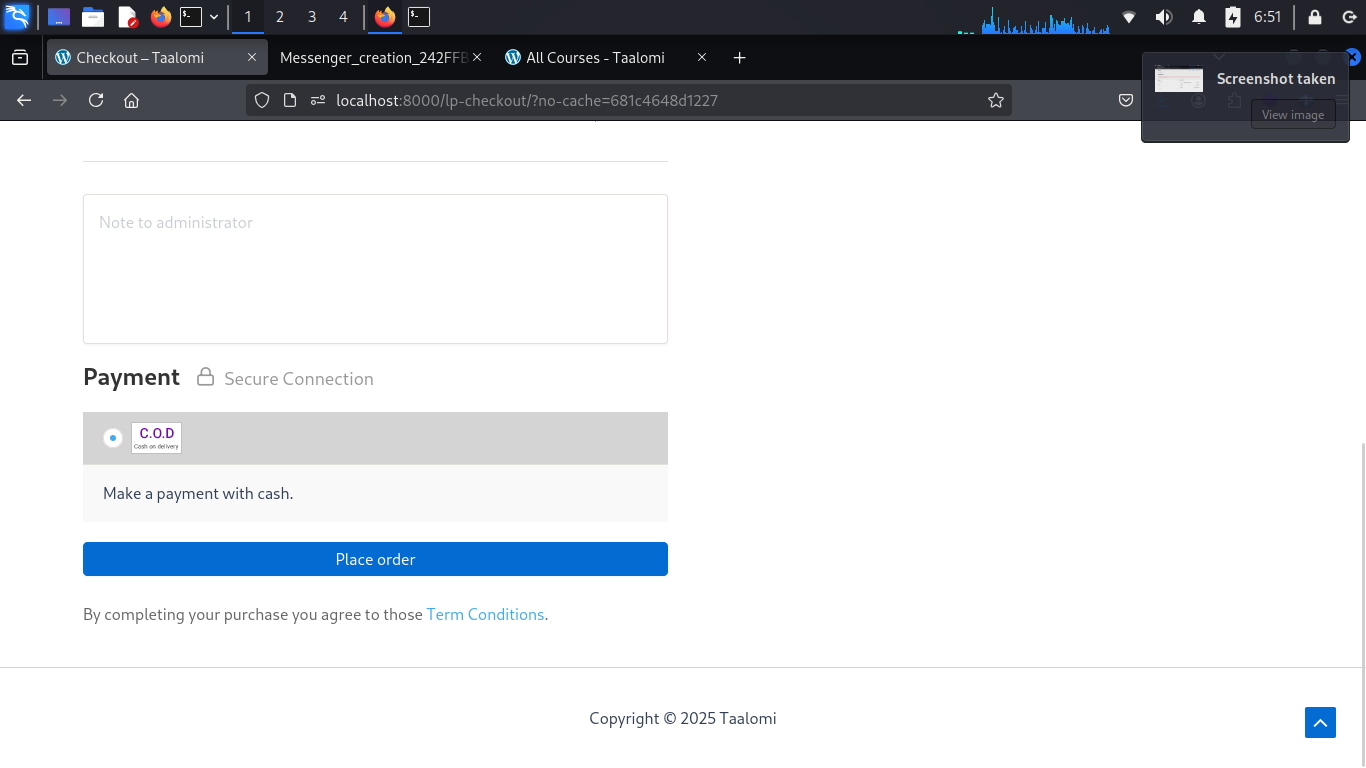 1 2 3 4 6:51
Checkout – Taalomi
Messenger_creation_242FFB
All Courses - Taalomi
localhost:8000/lp-checkout/?no-cache=681c4648d1227
Screenshot taken
View image
Note to administrator
Payment Secure Connection
C.O.D
Cash on delivery
Make a payment with cash.
Place order
By completing your purchase you agree to those Term Conditions.
Copyright © 2025 Taalomi